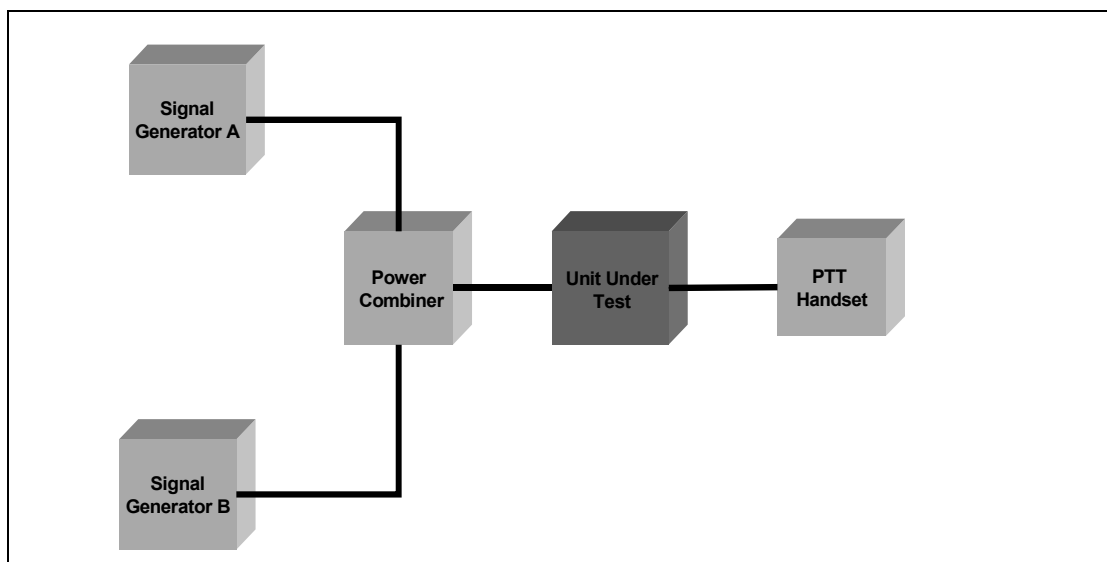 Signal
Generator A
Power
Combiner
Unit Under
Test
PTT
Handset
Signal
Generator B